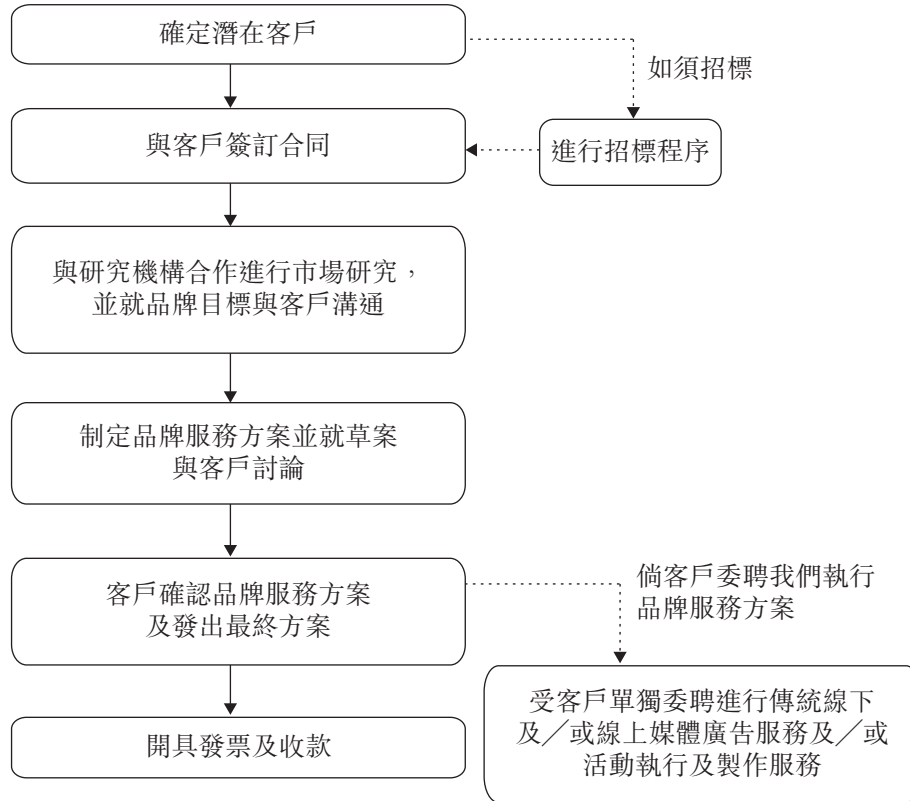 確定潛在客戶
如須招標
與客戶簽訂合同
進行招標程序
與研究機構合作進行市場研究，
並就品牌目標與客戶溝通
制定品牌服務方案並就草案
與客戶討論
客戶確認品牌服務方案
及發出最終方案
倘客戶委聘我們執行
品牌服務方案
受客戶單獨委聘進行傳統線下
及╱或線上媒體廣告服務及╱或
活動執行及製作服務
開具發票及收款